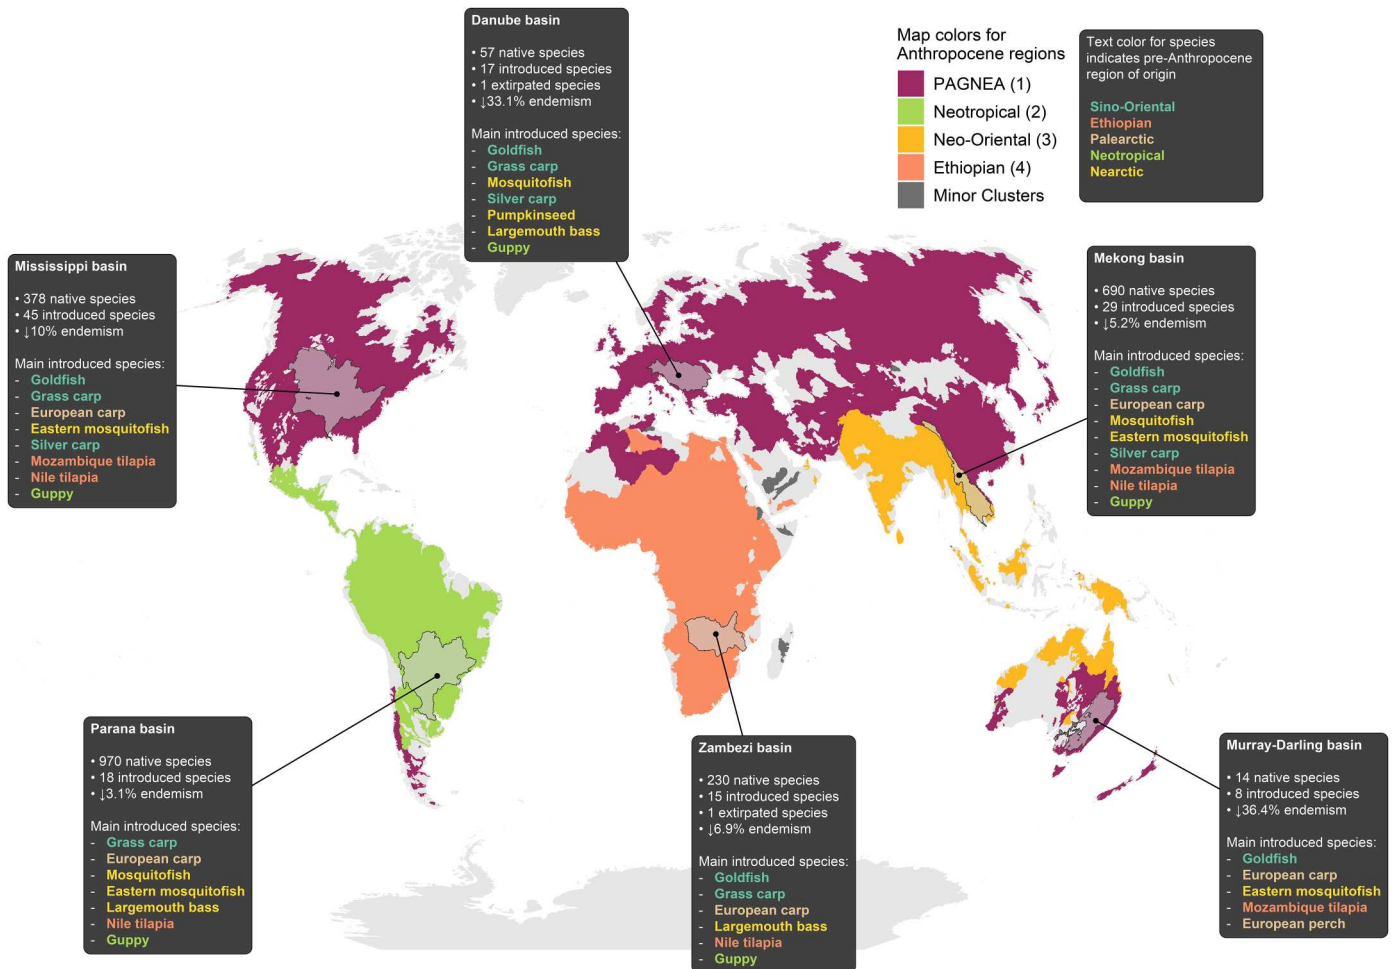 Danube basin
• 57 native species
• 17 introduced species
• 1 extirpated species
• ↓33.1% endemism
Main introduced species:
- Goldfish
- Grass carp
- Mosquitofish
- Silver carp
- Pumpkinseed
- Largemouth bass
- Guppy
Map colors for
Anthropocene regions
PAGNEA (1)
Neotropical (2)
Neo-Oriental (3)
Ethiopian (4)
Minor Clusters
Text color for species
indicates pre-Anthropocene
region of origin
Sino-Oriental
Ethiopian
Palearctic
Neotropical
Nearctic
Mississippi basin
• 378 native species
• 45 introduced species
• ↓10% endemism
Main introduced species:
- Goldfish
- Grass carp
- European carp
- Eastern mosquitofish
- Silver carp
- Mozambique tilapia
- Nile tilapia
- Guppy
Mekong basin
• 690 native species
• 29 introduced species
• ↓5.2% endemism
Main introduced species:
- Goldfish
- Grass carp
- European carp
- Mosquitofish
- Eastern mosquitofish
- Silver carp
- Mozambique tilapia
- Nile tilapia
- Guppy
Parana basin
• 970 native species
• 18 introduced species
• ↓3.1% endemism
Main introduced species:
- Grass carp
- European carp
- Mosquitofish
- Eastern mosquitofish
- Largemouth bass
- Nile tilapia
- Guppy
Zambezi basin
• 230 native species
• 15 introduced species
• 1 extirpated species
• ↓6.9% endemism
Main introduced species:
- Goldfish
- Grass carp
- European carp
- Largemouth bass
- Nile tilapia
- Guppy
Murray-Darling basin
• 14 native species
• 8 introduced species
• ↓36.4% endemism
Main introduced species:
- Goldfish
- European carp
- Eastern mosquitofish
- Mozambique tilapia
- European perch